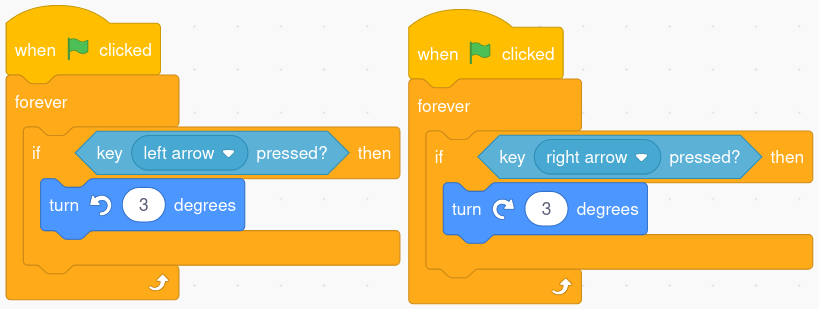 when clicked
forever
if key left arrow pressed? then
turn 3 degrees
when clicked
forever
if key right arrow pressed? then
turn 3 degrees